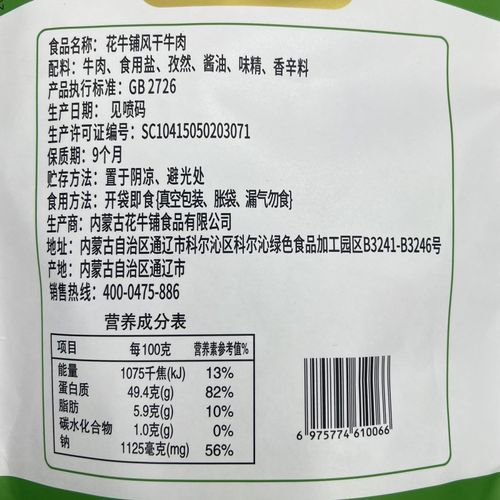 食品名称：花牛铺风干牛肉
配料：牛肉、食用盐、孜然、酱油、味精、香辛料
产品执行标准：GB 2726
生产日期：见喷码
生产许可证编号：SC10415050203071
保质期：9个月
贮存方法：置于阴凉、避光处
食用方法：开袋即食{真空包装、胀袋、漏气勿食}
生产商：内蒙古花牛铺食品有限公司
地址：内蒙古自治区通辽市科尔沁区科尔沁绿色食品加工园区B3241-B3246号
产地：内蒙古自治区通辽市
销售热线：400-0475-886
营养成分表
项目 每100克 营养素参考值%
能量 1075千焦(kJ) 13%
蛋白质 49.4克(g) 82%
脂肪 5.9克(g) 10%
碳水化合物 1.0克(g) 0%
钠 1125毫克(mg) 56%
6 975774 610066